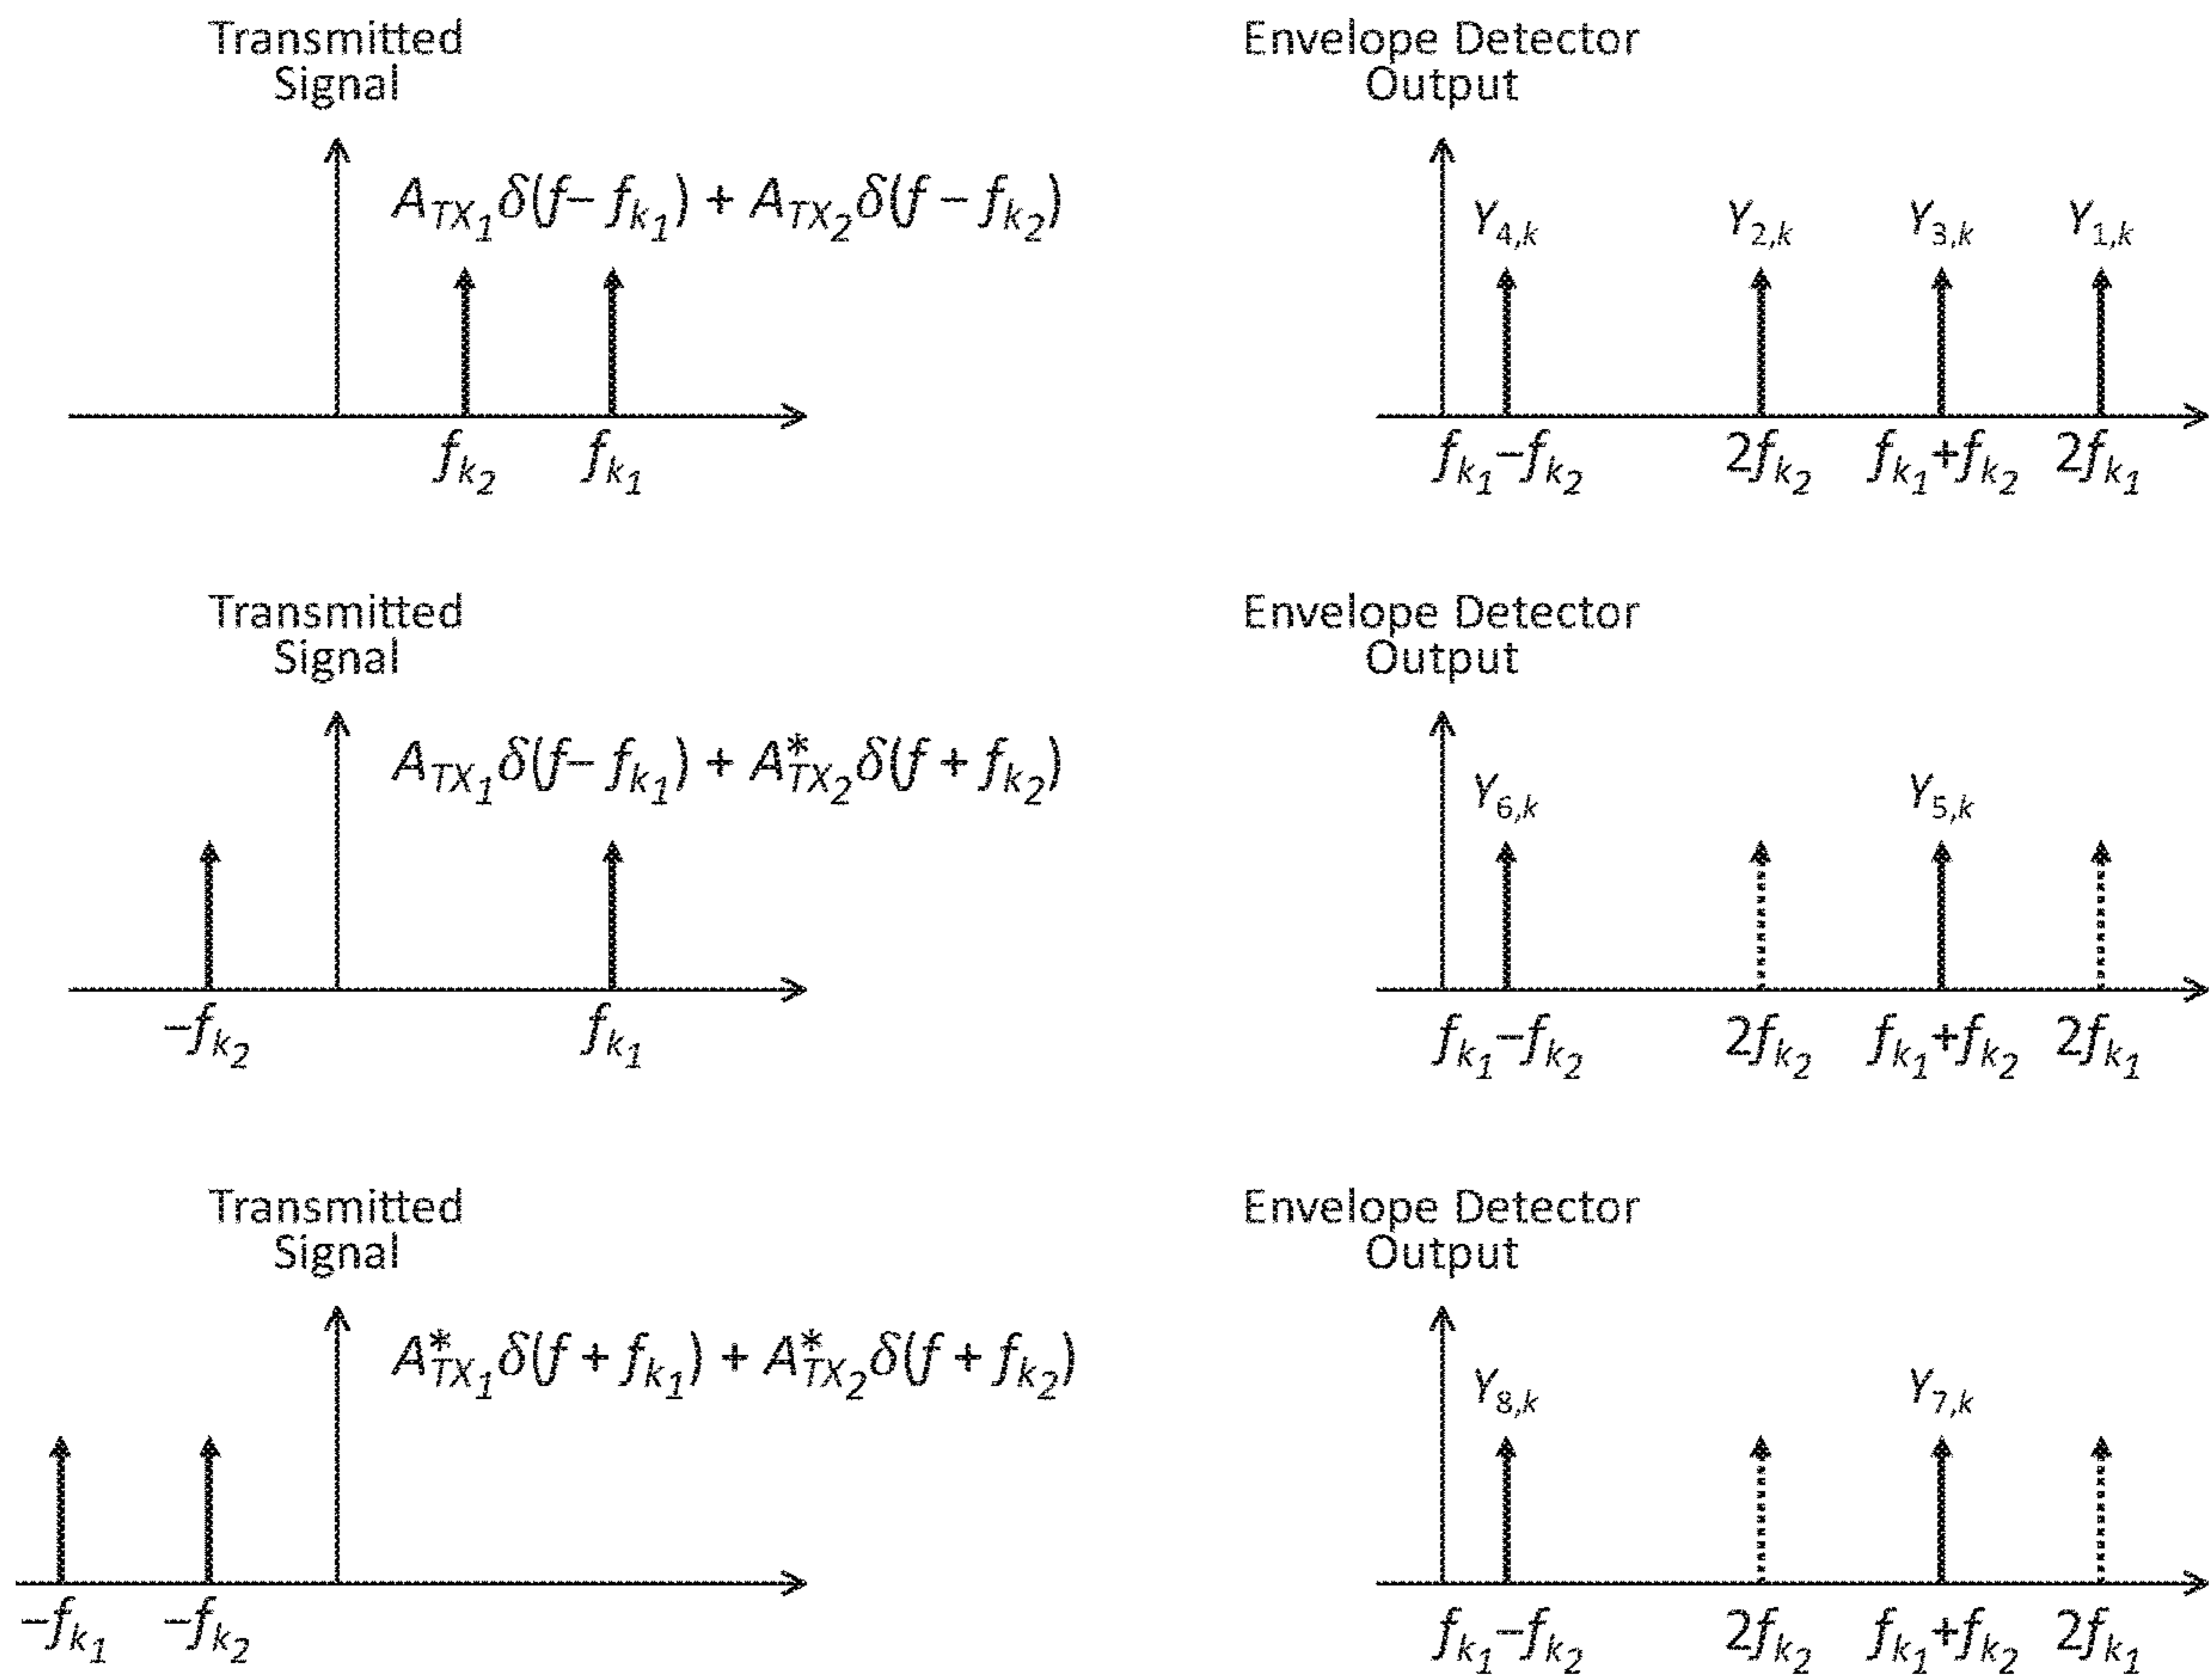 Transmitted
Signal
A_{TX_1}δ(f − f_{k_1}) + A_{TX_2}δ(f − f_{k_2})
f_{k_2} f_{k_1}
Envelope Detector
Output
Y_{4,k} Y_{2,k} Y_{3,k} Y_{1,k}
f_{k_1}−f_{k_2} 2f_{k_2} f_{k_1}+f_{k_2} 2f_{k_1}
Transmitted
Signal
A_{TX_1}δ(f − f_{k_1}) + A*_{TX_2}δ(f + f_{k_2})
−f_{k_2} f_{k_1}
Envelope Detector
Output
Y_{6,k} Y_{5,k}
f_{k_1}−f_{k_2} 2f_{k_2} f_{k_1}+f_{k_2} 2f_{k_1}
Transmitted
Signal
A*_{TX_1}δ(f + f_{k_1}) + A*_{TX_2}δ(f + f_{k_2})
−f_{k_1} −f_{k_2}
Envelope Detector
Output
Y_{8,k} Y_{7,k}
f_{k_1}−f_{k_2} 2f_{k_2} f_{k_1}+f_{k_2} 2f_{k_1}